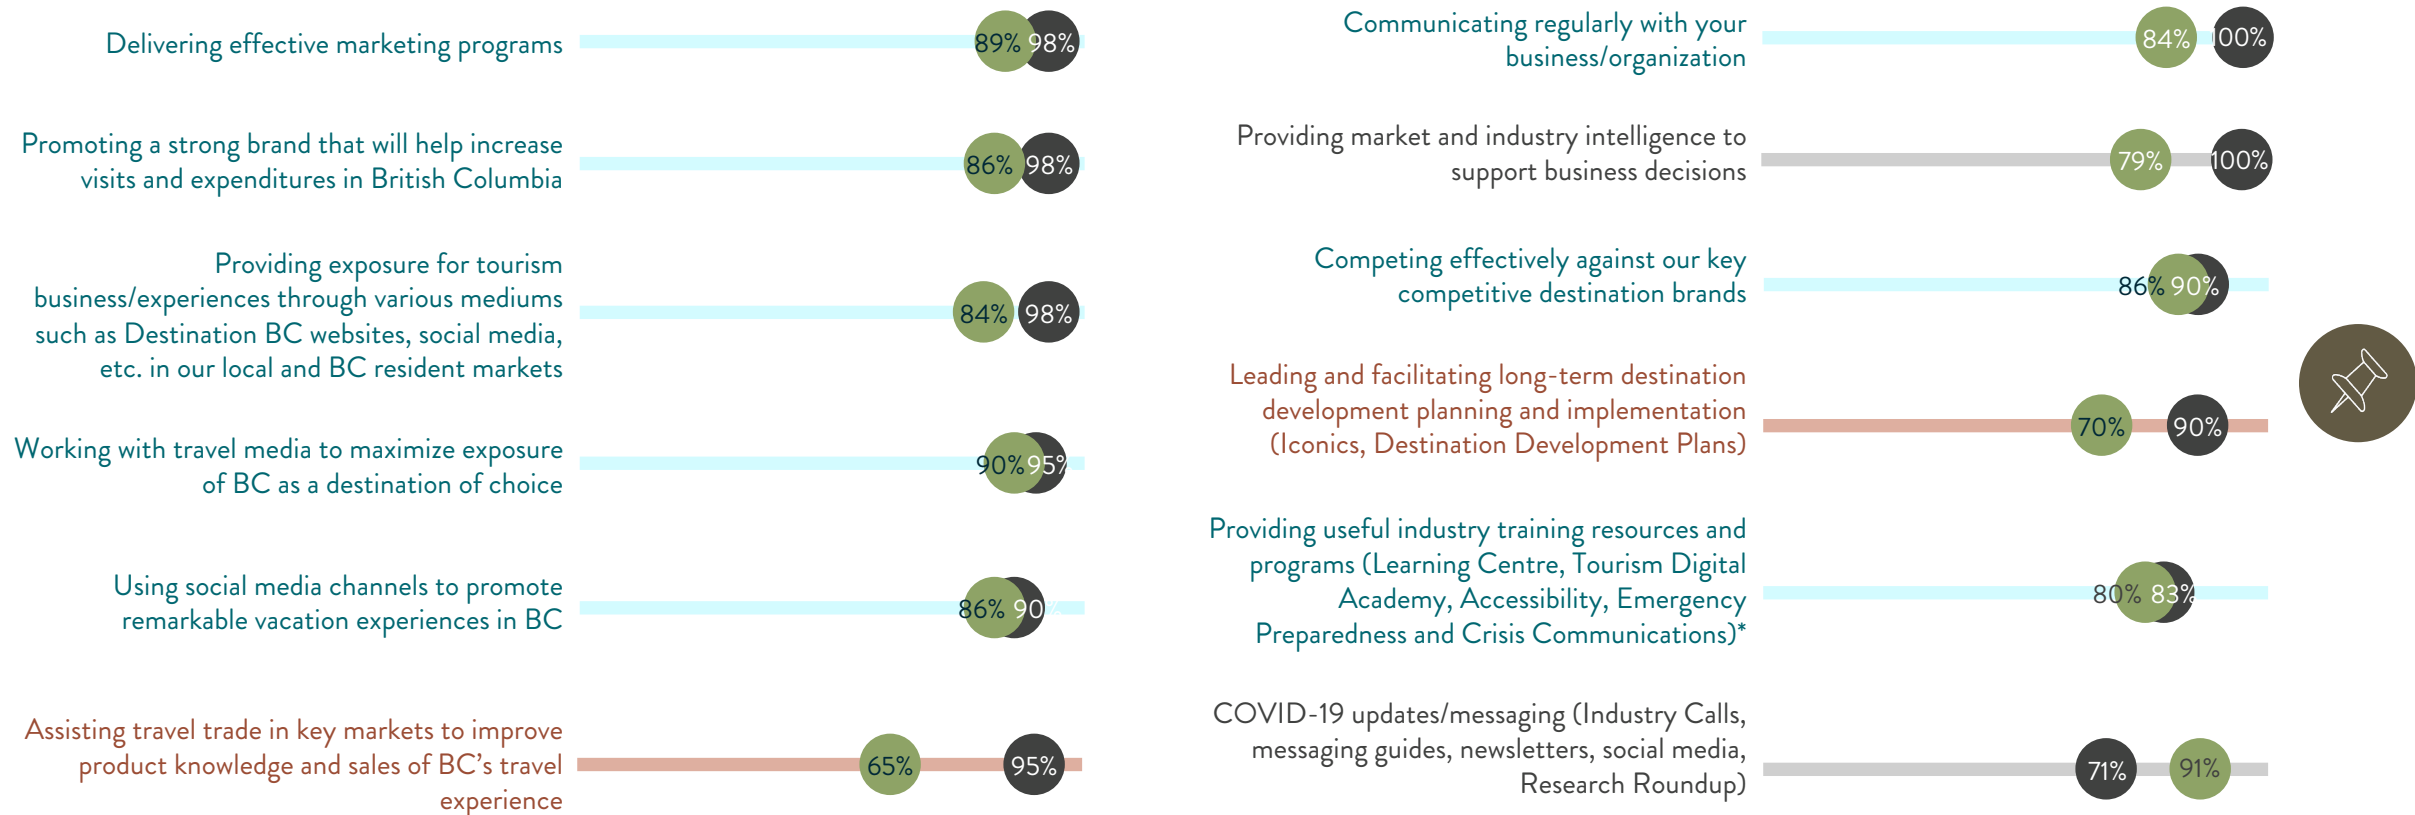 Delivering effective marketing programs
89% 98%
Promoting a strong brand that will help increase
visits and expenditures in British Columbia
86% 98%
Providing exposure for tourism
business/experiences through various mediums
such as Destination BC websites, social media,
etc. in our local and BC resident markets
84% 98%
Working with travel media to maximize exposure
of BC as a destination of choice
90% 95%
Using social media channels to promote
remarkable vacation experiences in BC
86% 90%
Assisting travel trade in key markets to improve
product knowledge and sales of BC’s travel
experience
65% 95%
Communicating regularly with your
business/organization
84% 100%
Providing market and industry intelligence to
support business decisions
79% 100%
Competing effectively against our key
competitive destination brands
86% 90%
Leading and facilitating long-term destination
development planning and implementation
(Iconics, Destination Development Plans)
70% 90%
Providing useful industry training resources and
programs (Learning Centre, Tourism Digital
Academy, Accessibility, Emergency
Preparedness and Crisis Communications)*
80% 83%
COVID-19 updates/messaging (Industry Calls,
messaging guides, newsletters, social media,
Research Roundup)
71% 91%